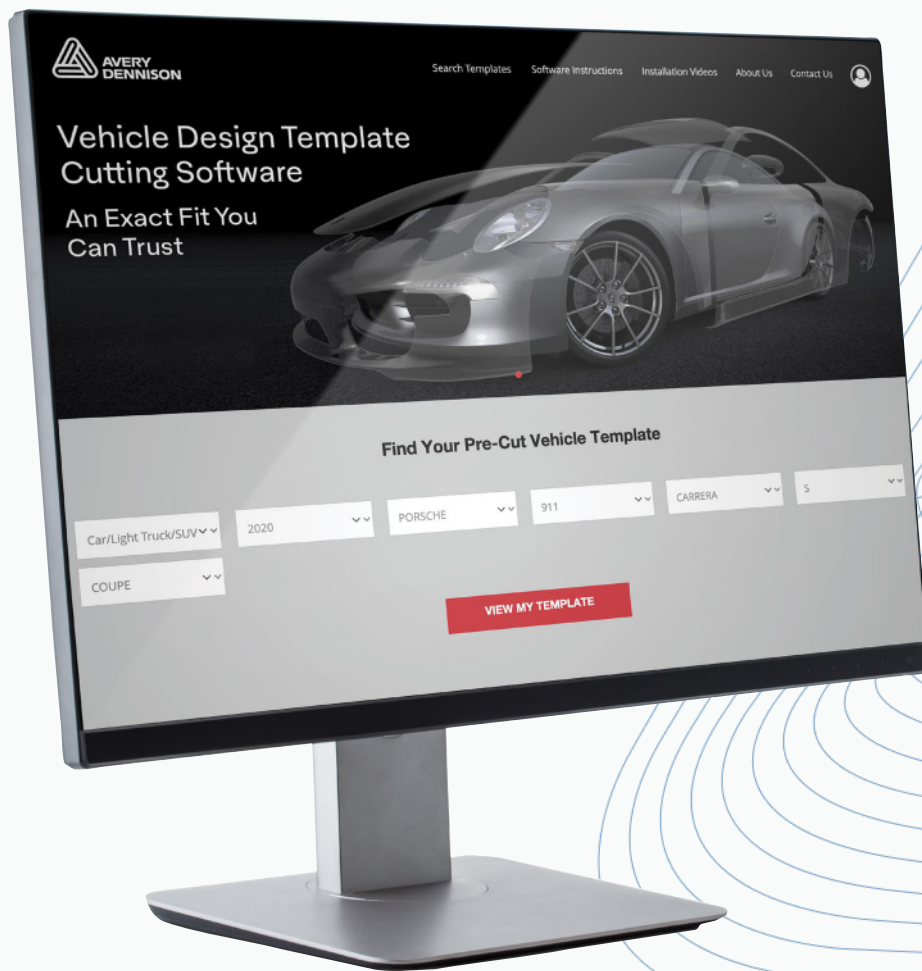 AVERY
DENNISON
Search Templates Software Instructions Installation Videos About Us Contact Us
Vehicle Design Template
Cutting Software
An Exact Fit You
Can Trust
Find Your Pre-Cut Vehicle Template
Car/Light Truck/SUV 2020 PORSCHE 911 CARRERA S
COUPE
VIEW MY TEMPLATE